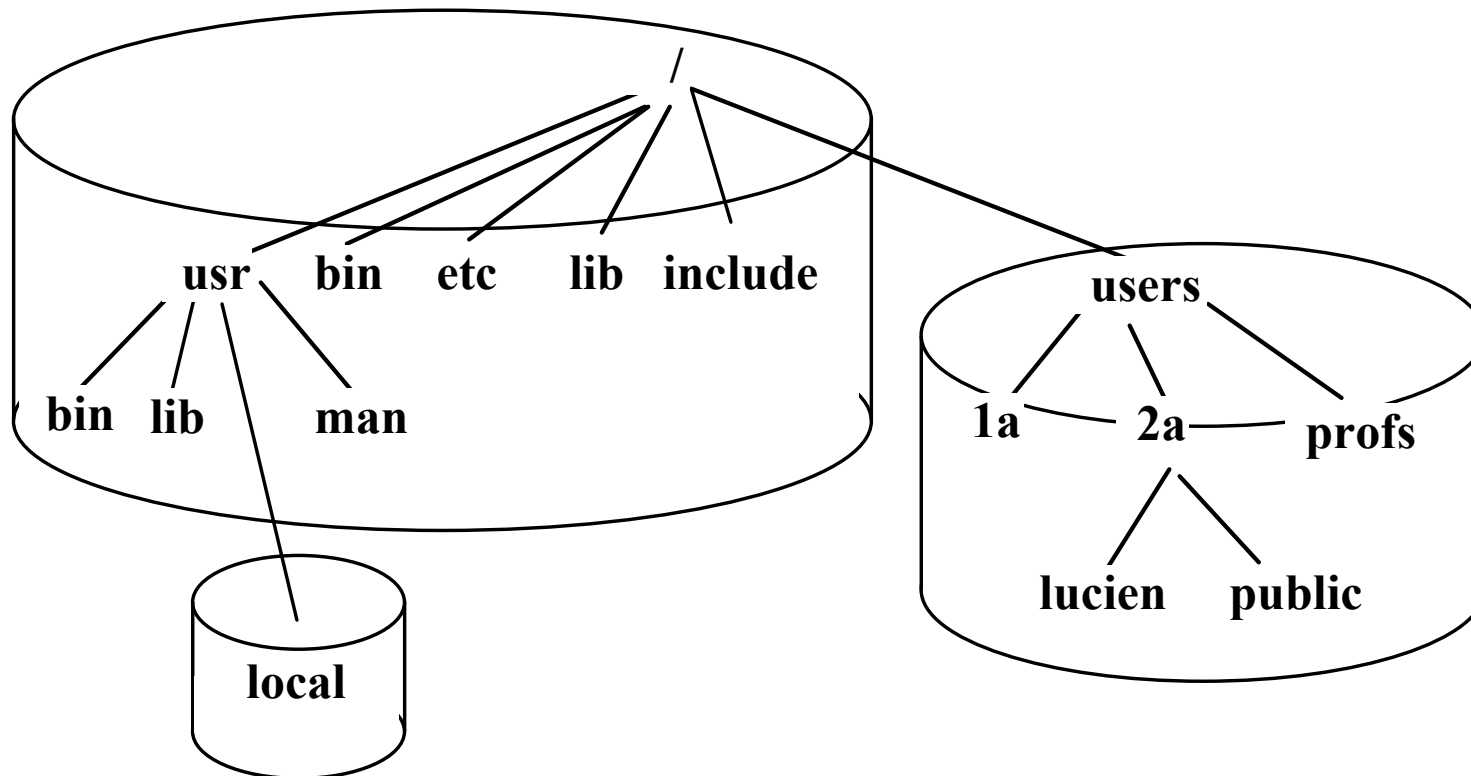 /
usr bin etc lib include
users
bin lib man
1a 2a profs
lucien public
local